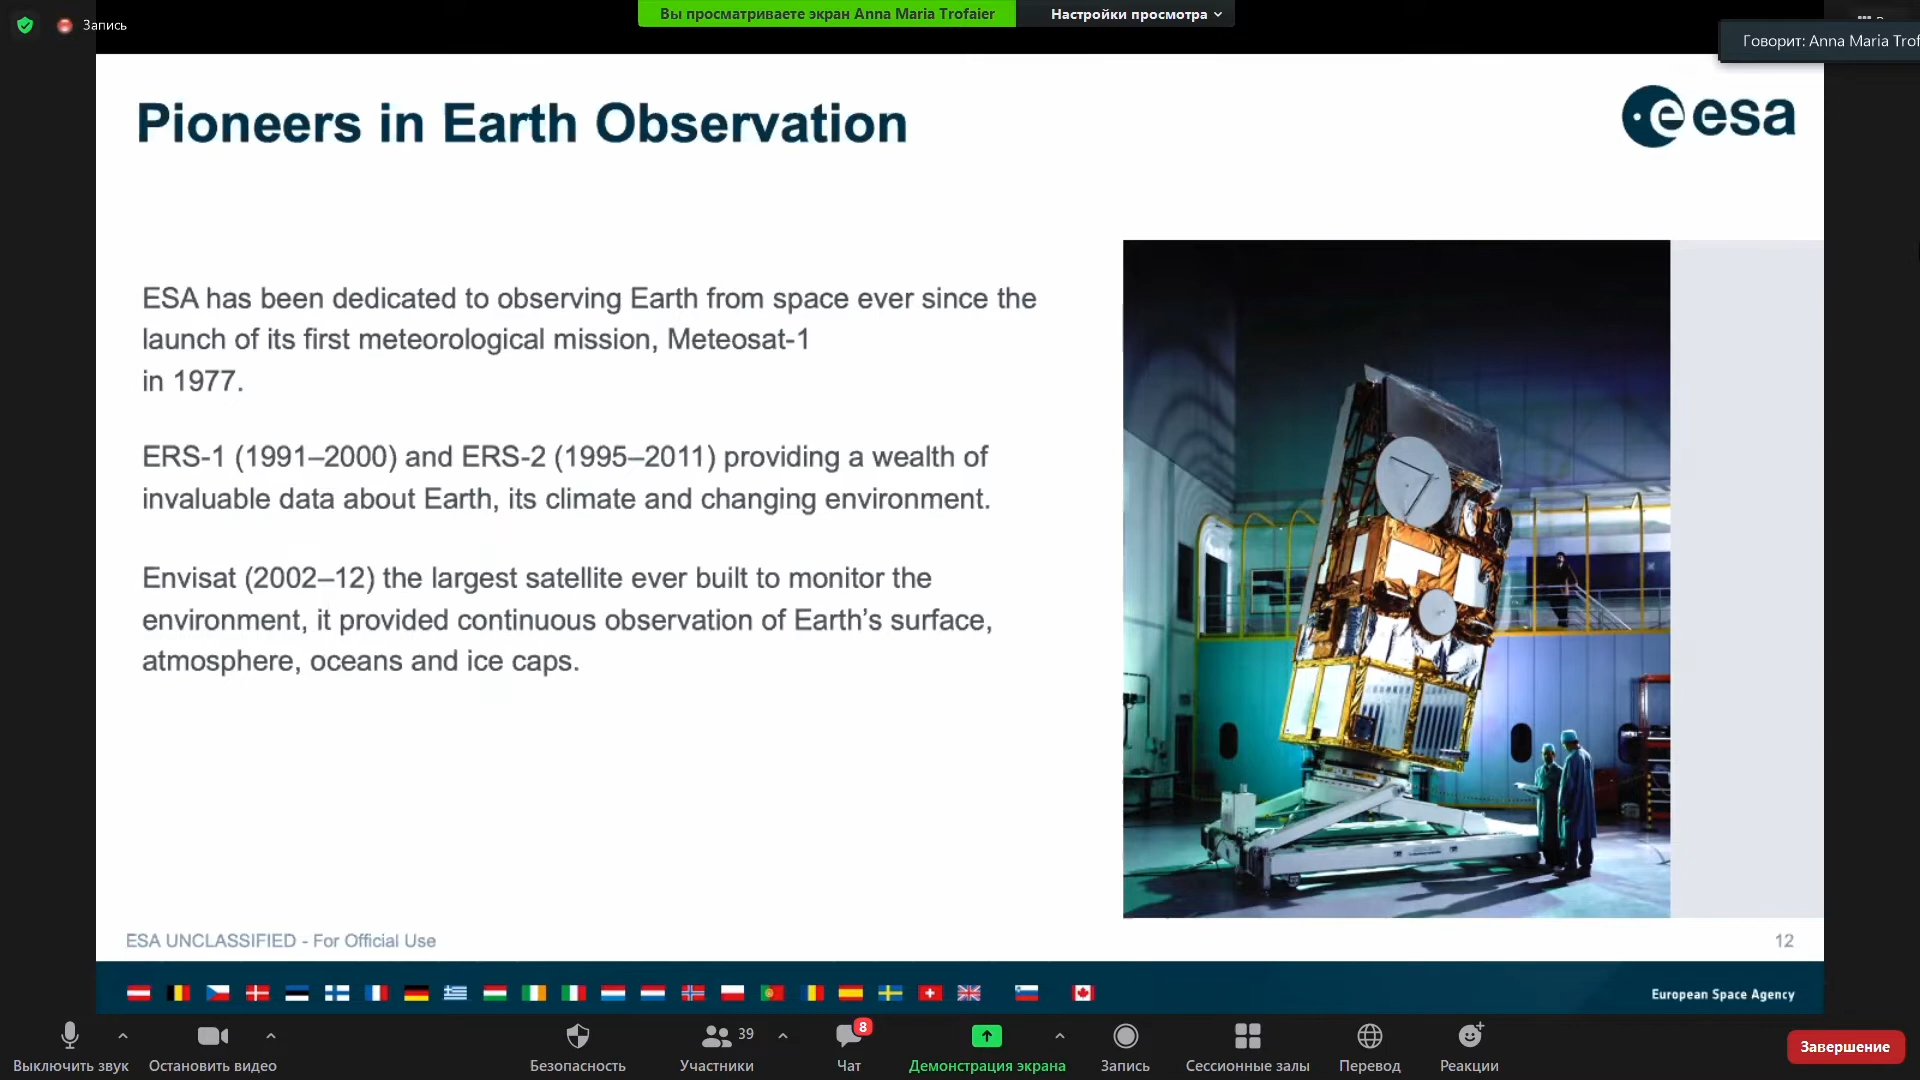 Запись
Вы просматриваете экран Anna Maria Trofaier
Настройки просмотра
Говорит: Anna Maria Trof
Pioneers in Earth Observation
esa
ESA has been dedicated to observing Earth from space ever since the
launch of its first meteorological mission, Meteosat-1
in 1977.
ERS-1 (1991–2000) and ERS-2 (1995–2011) providing a wealth of
invaluable data about Earth, its climate and changing environment.
Envisat (2002–12) the largest satellite ever built to monitor the
environment, it provided continuous observation of Earth’s surface,
atmosphere, oceans and ice caps.
ESA UNCLASSIFIED - For Official Use
12
European Space Agency
39
8
Выключить звук
Остановить видео
Безопасность
Участники
Чат
Демонстрация экрана
Запись
Сессионные залы
Перевод
Реакции
Завершение